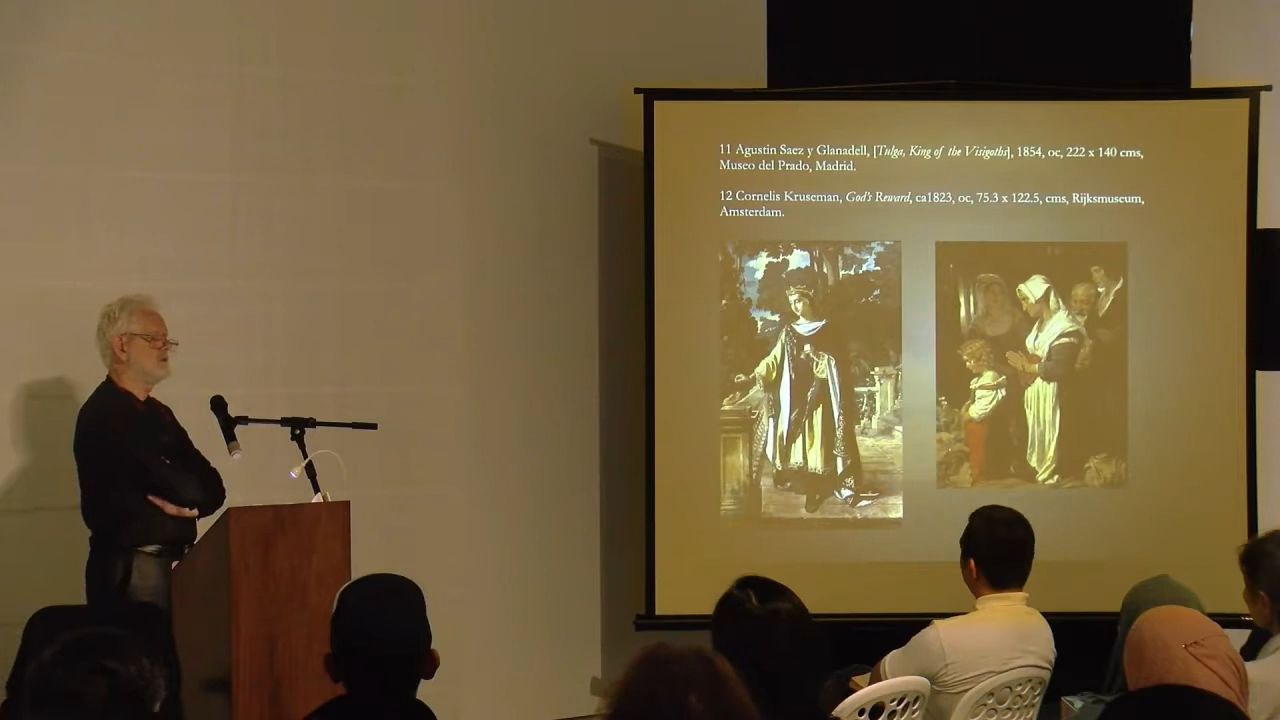 11 Agustin Saez y Glanadell, [Tulga, King of the Visigoths], 1854, oc, 222 x 140 cms,
Museo del Prado, Madrid.
12 Cornelis Kruseman, God's Reward, ca1823, oc, 75.3 x 122.5, cms, Rijksmuseum,
Amsterdam.